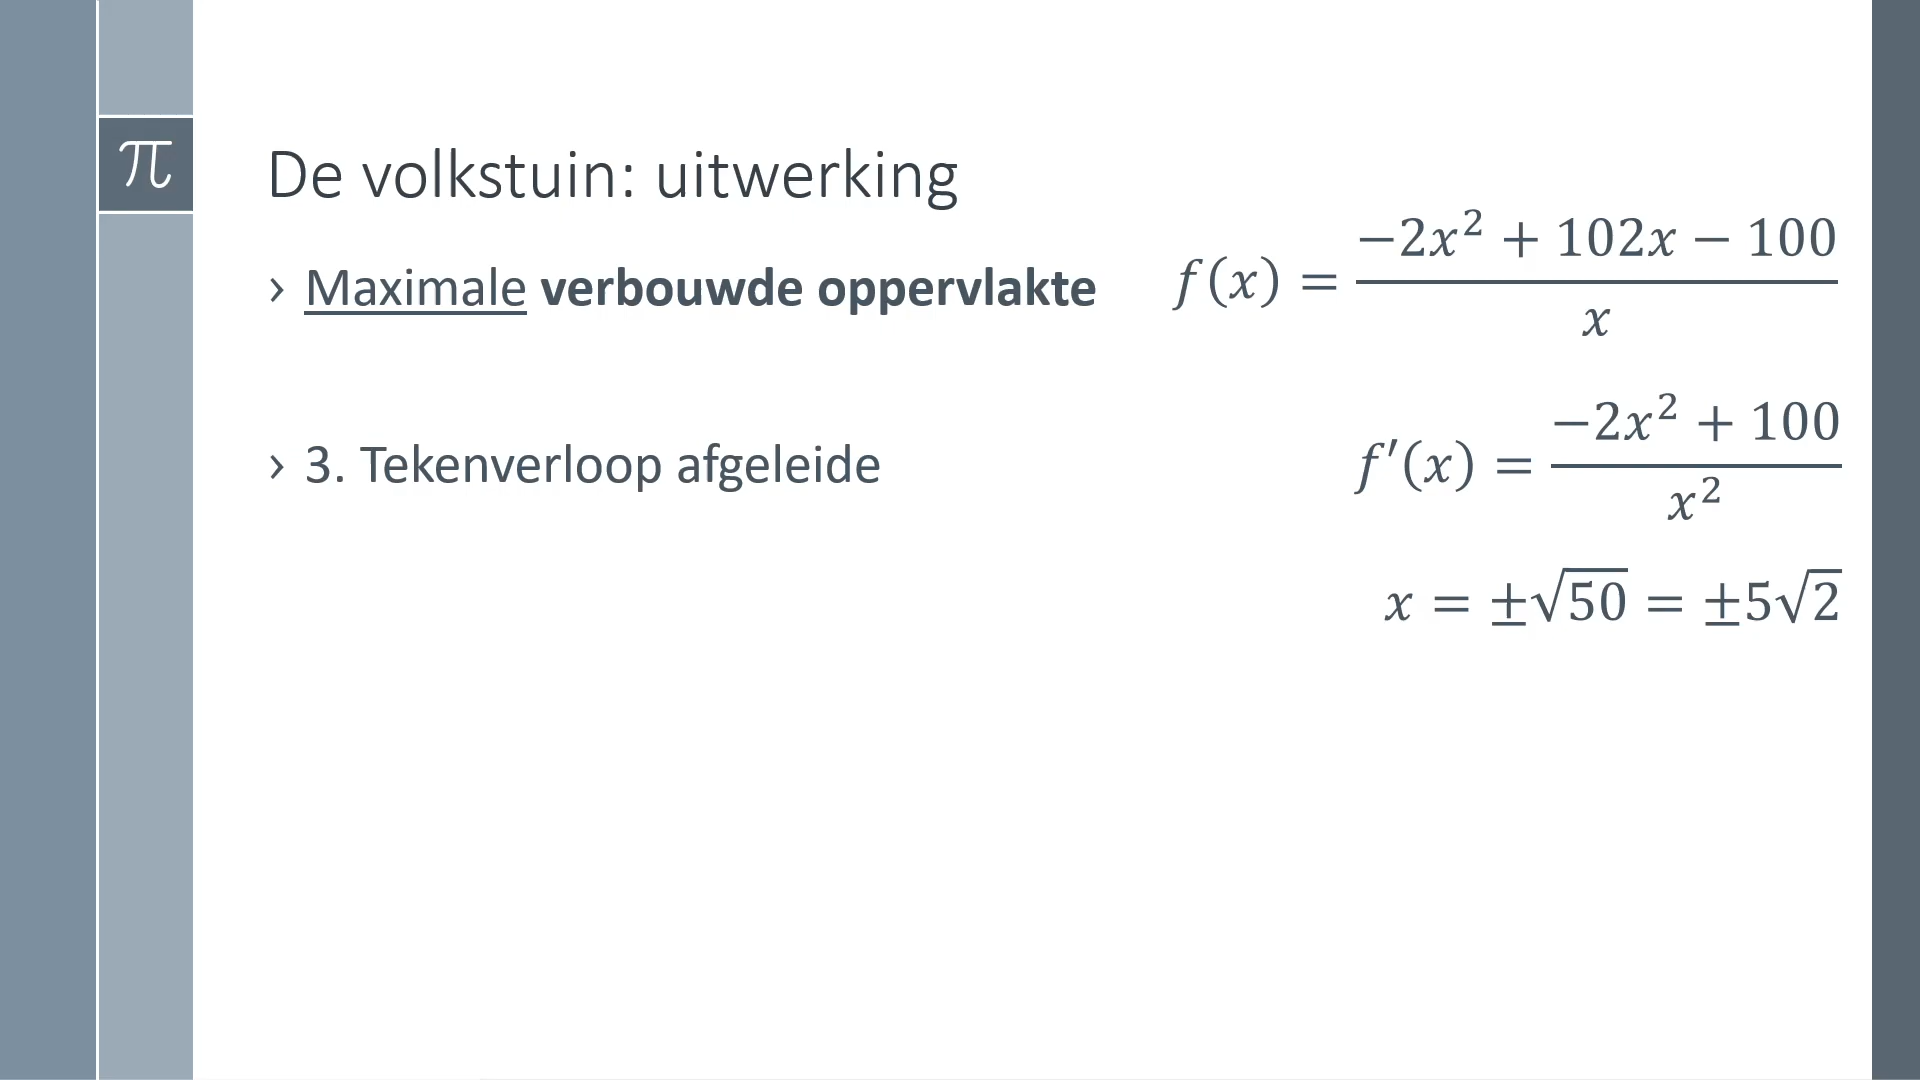 π
De volkstuin: uitwerking
› Maximale verbouwde oppervlakte
f(x) = (−2x² + 102x − 100) / x
› 3. Tekenverloop afgeleide
f′(x) = (−2x² + 100) / x²
x = ±√50 = ±5√2